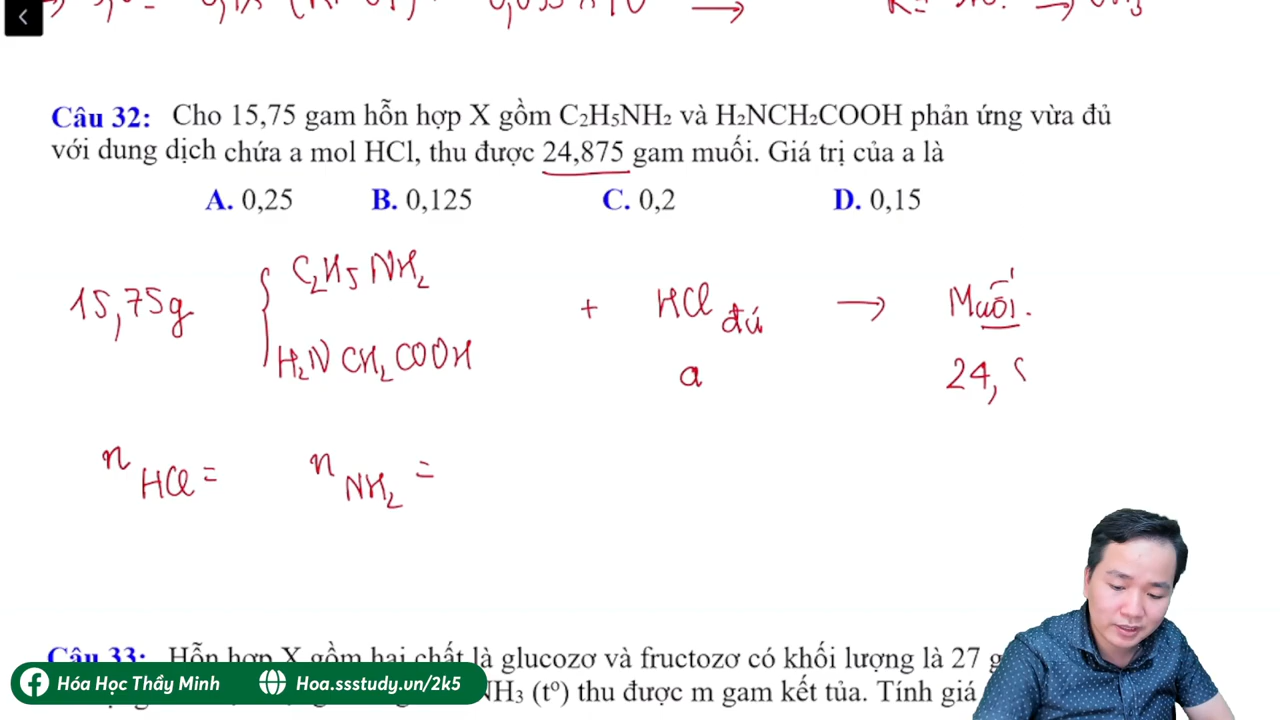 Câu 32: Cho 15,75 gam hỗn hợp X gồm C₂H₅NH₂ và H₂NCH₂COOH phản ứng vừa đủ
với dung dịch chứa a mol HCl, thu được 24,875 gam muối. Giá trị của a là
A. 0,25 B. 0,125 C. 0,2 D. 0,15
C₂H₅NH₂
15,75g + HCl đủ → Muối.
H₂NCH₂COOH a 24,8
n HCl = n NH₂ =
Câu 33: Hỗn hợp X gồm hai chất là glucozơ và fructozơ có khối lượng là 27 g
NH₃ (tº) thu được m gam kết tủa. Tính giá
Hóa Học Thầy Minh Hoa.ssstudy.vn/2k5